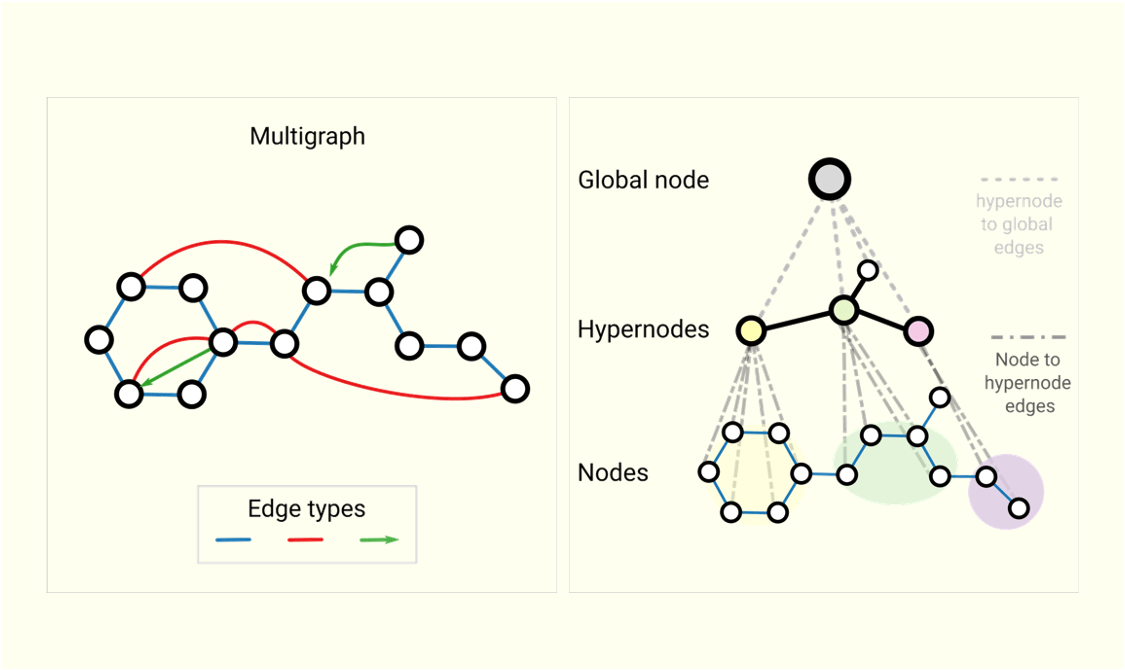 Multigraph
Edge types
Global node
hypernode
to global
edges
Hypernodes
Node to
hypernode
edges
Nodes